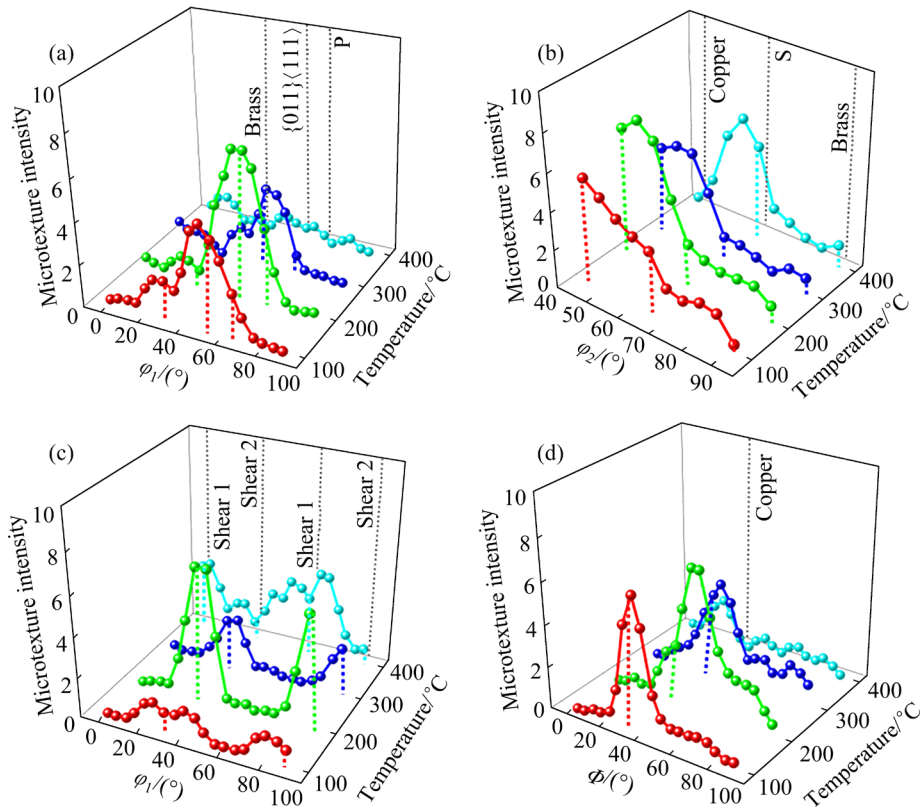 (a)
Microtexture intensity
10
8
6
4
2
0
20
40
60
80
100
φ1/(°)
100
200
300
400
Temperature/°C
Brass
{011}⟨111⟩
P
(b)
Microtexture intensity
10
8
6
4
2
0
40
50
60
70
80
90
φ2/(°)
100
200
300
400
Temperature/°C
Copper
S
Brass
(c)
Microtexture intensity
10
8
6
4
2
0
0
20
40
60
80
100
φ1/(°)
100
200
300
400
Temperature/°C
Shear 1
Shear 2
Shear 1
Shear 2
(d)
Microtexture intensity
10
8
6
4
2
0
0
20
40
60
80
100
Φ/(°)
100
200
300
400
Temperature/°C
Copper